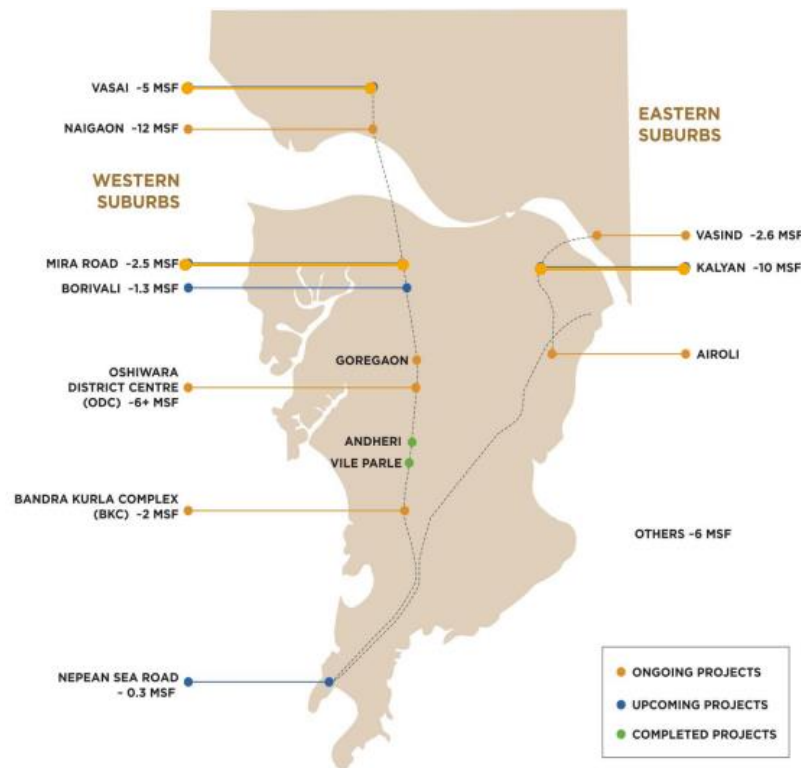 VASAI ~5 MSF
NAIGAON ~12 MSF
EASTERN
SUBURBS
WESTERN
SUBURBS
VASIND ~2.6 MSF
MIRA ROAD ~2.5 MSF
KALYAN ~10 MSF
BORIVALI ~1.3 MSF
GOREGAON
AIROLI
OSHIWARA
DISTRICT CENTRE
(ODC) ~6+ MSF
ANDHERI
VILE PARLE
BANDRA KURLA COMPLEX
(BKC) ~2 MSF
OTHERS ~6 MSF
NEPEAN SEA ROAD
~ 0.3 MSF
ONGOING PROJECTS
UPCOMING PROJECTS
COMPLETED PROJECTS